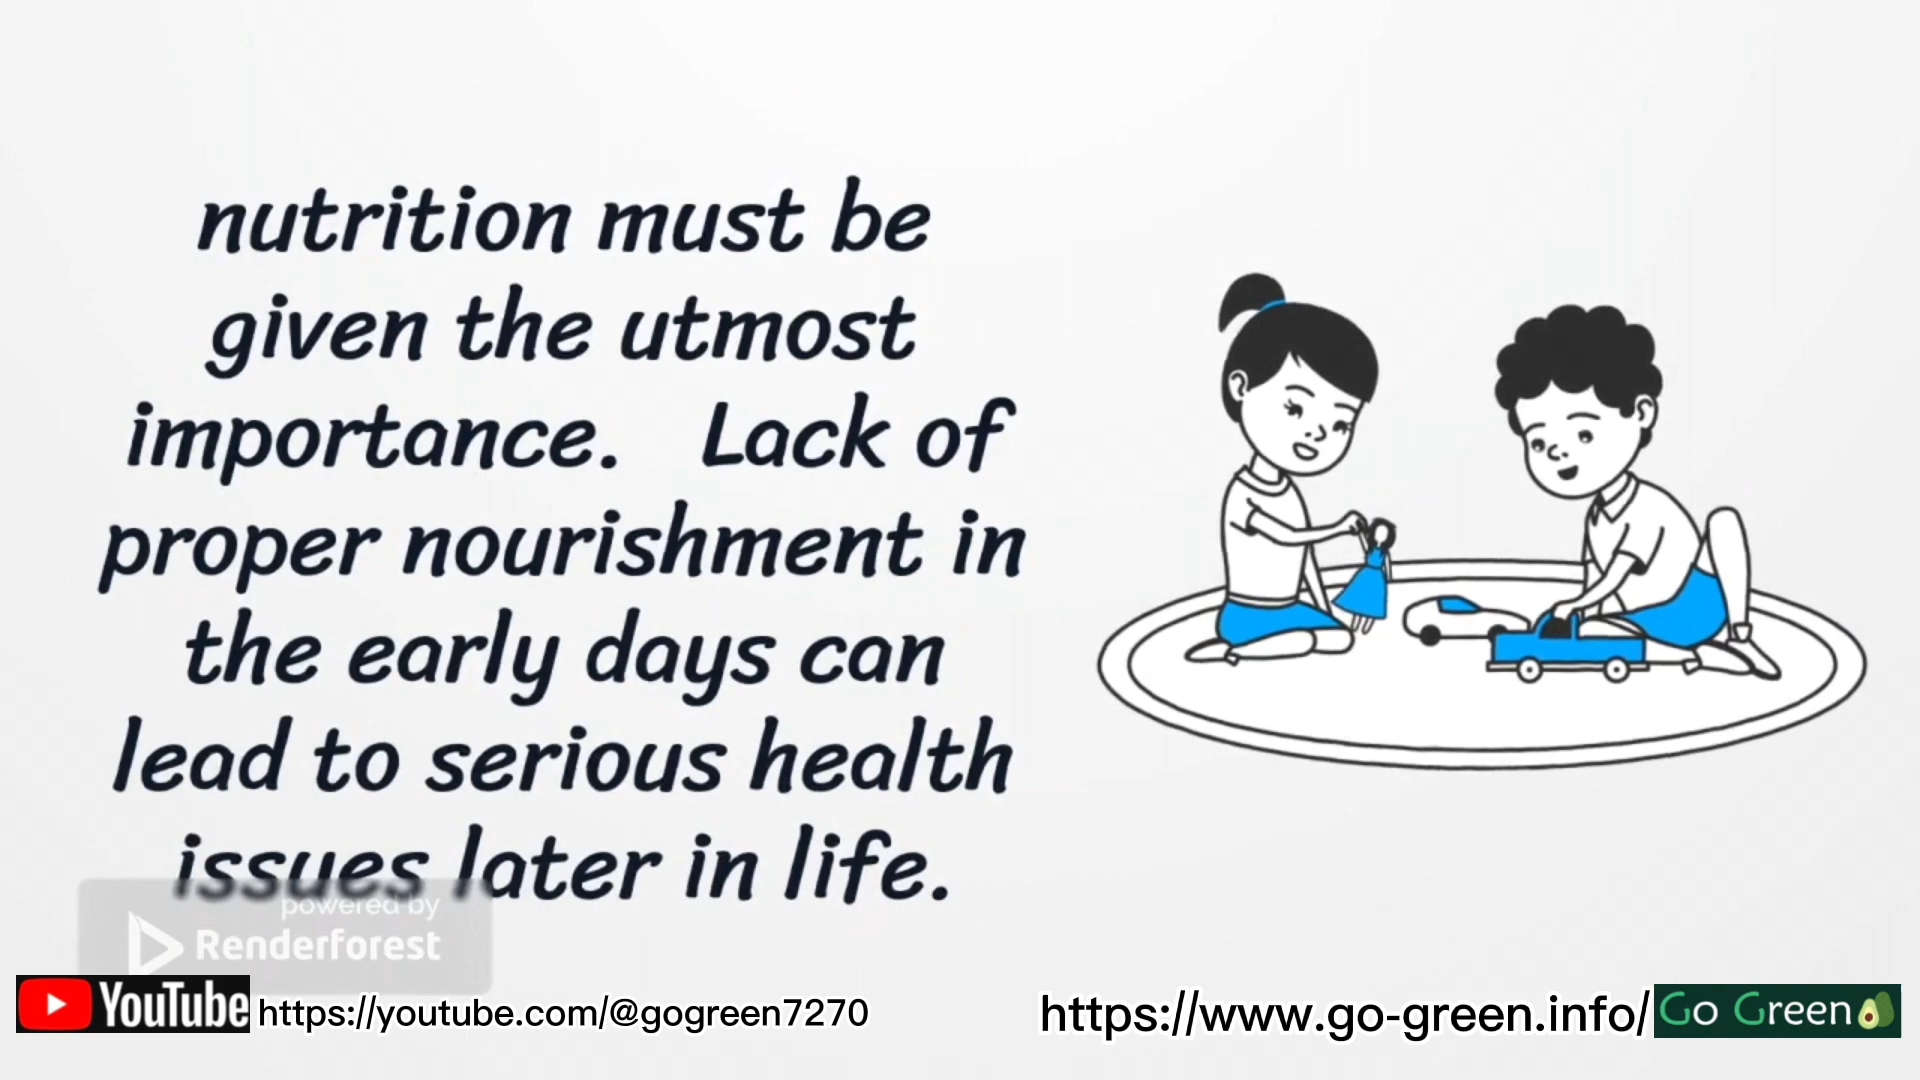 nutrition must be
given the utmost
importance. Lack of
proper nourishment in
the early days can
lead to serious health
issues later in life.
powered by
Renderforest
YouTube https://youtube.com/@gogreen7270
https://www.go-green.info/ Go Green